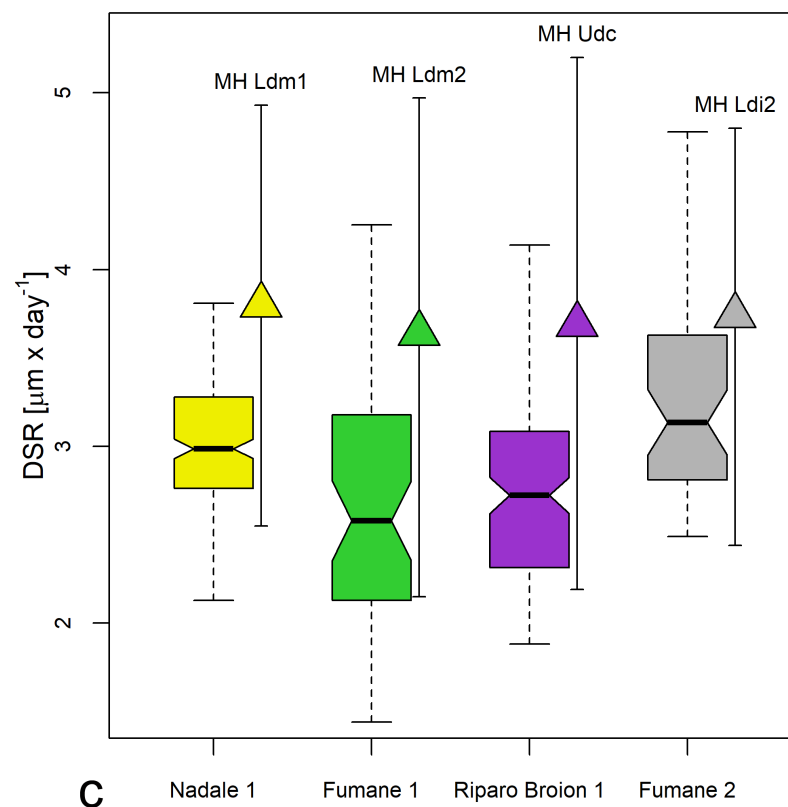 MH Udc
MH Ldm2
MH Ldm1
MH Ldi2
5
4
3
2
DSR [μm x day⁻¹]
Nadale 1
Fumane 1
Riparo Broion 1
Fumane 2
C